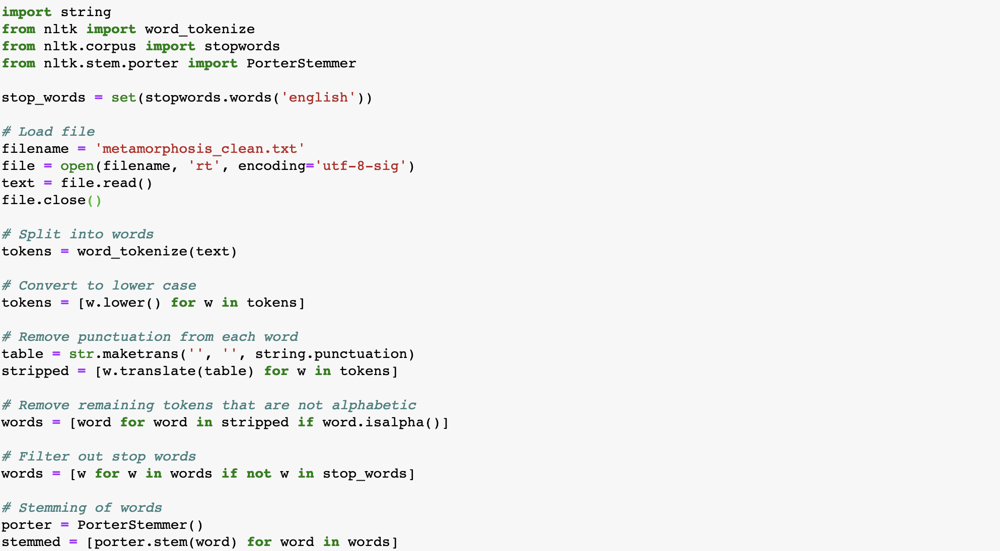 import string
from nltk import word_tokenize
from nltk.corpus import stopwords
from nltk.stem.porter import PorterStemmer

stop_words = set(stopwords.words('english'))

# Load file
filename = 'metamorphosis_clean.txt'
file = open(filename, 'rt', encoding='utf-8-sig')
text = file.read()
file.close()

# Split into words
tokens = word_tokenize(text)

# Convert to lower case
tokens = [w.lower() for w in tokens]

# Remove punctuation from each word
table = str.maketrans('', '', string.punctuation)
stripped = [w.translate(table) for w in tokens]

# Remove remaining tokens that are not alphabetic
words = [word for word in stripped if word.isalpha()]

# Filter out stop words
words = [w for w in words if not w in stop_words]

# Stemming of words
porter = PorterStemmer()
stemmed = [porter.stem(word) for word in words]